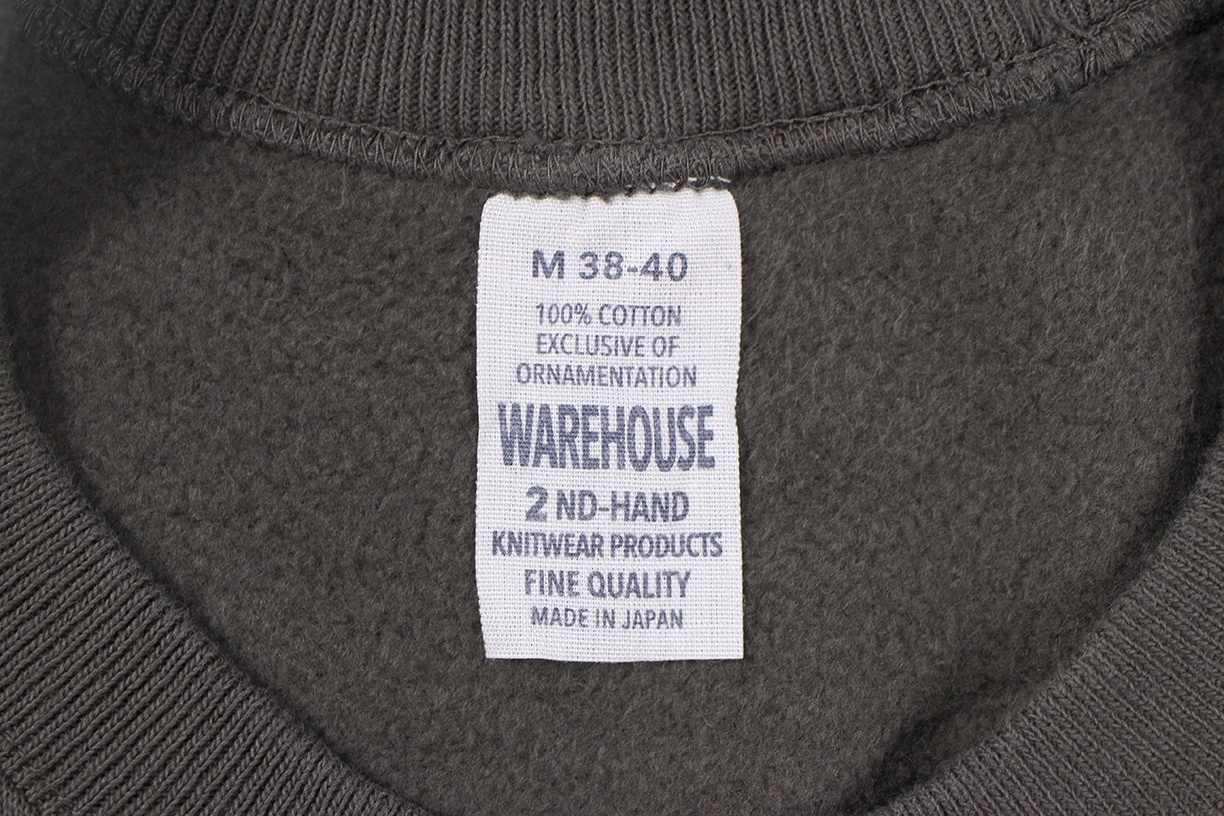 M 38-40
100% COTTON
EXCLUSIVE OF
ORNAMENTATION
WAREHOUSE
2 ND-HAND
KNITWEAR PRODUCTS
FINE QUALITY
MADE IN JAPAN